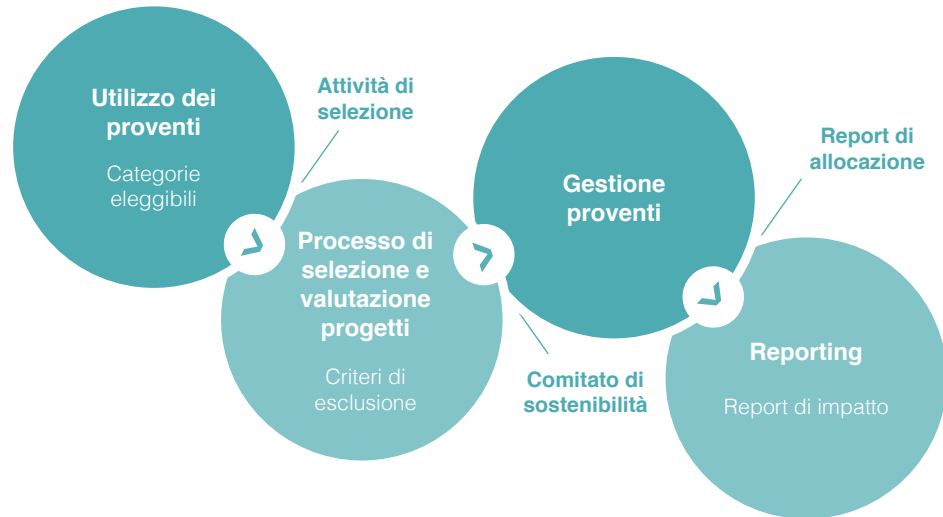 Utilizzo dei
proventi
Categorie
eleggibili
Attività di
selezione
Processo di
selezione e
valutazione
progetti
Criteri di
esclusione
Gestione
proventi
Comitato di
sostenibilità
Report di
allocazione
Reporting
Report di impatto